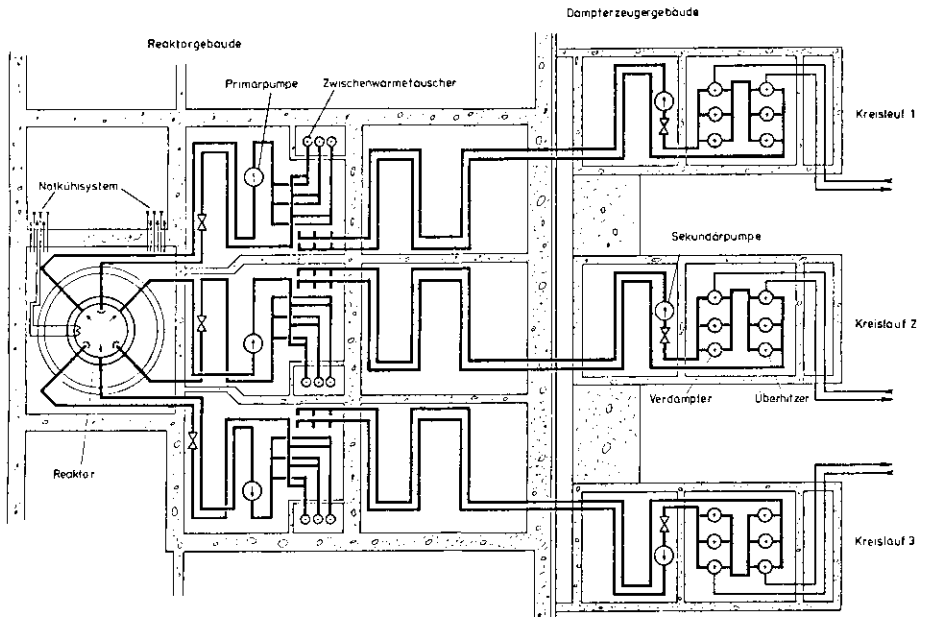 Dampferzeugergebäude
Reaktorgebäude
Primärpumpe
Zwischenwärmetauscher
Kreislauf 1
Notkühlsystem
Sekundärpumpe
Kreislauf 2
Verdampfer
Überhitzer
Reaktor
Kreislauf 3